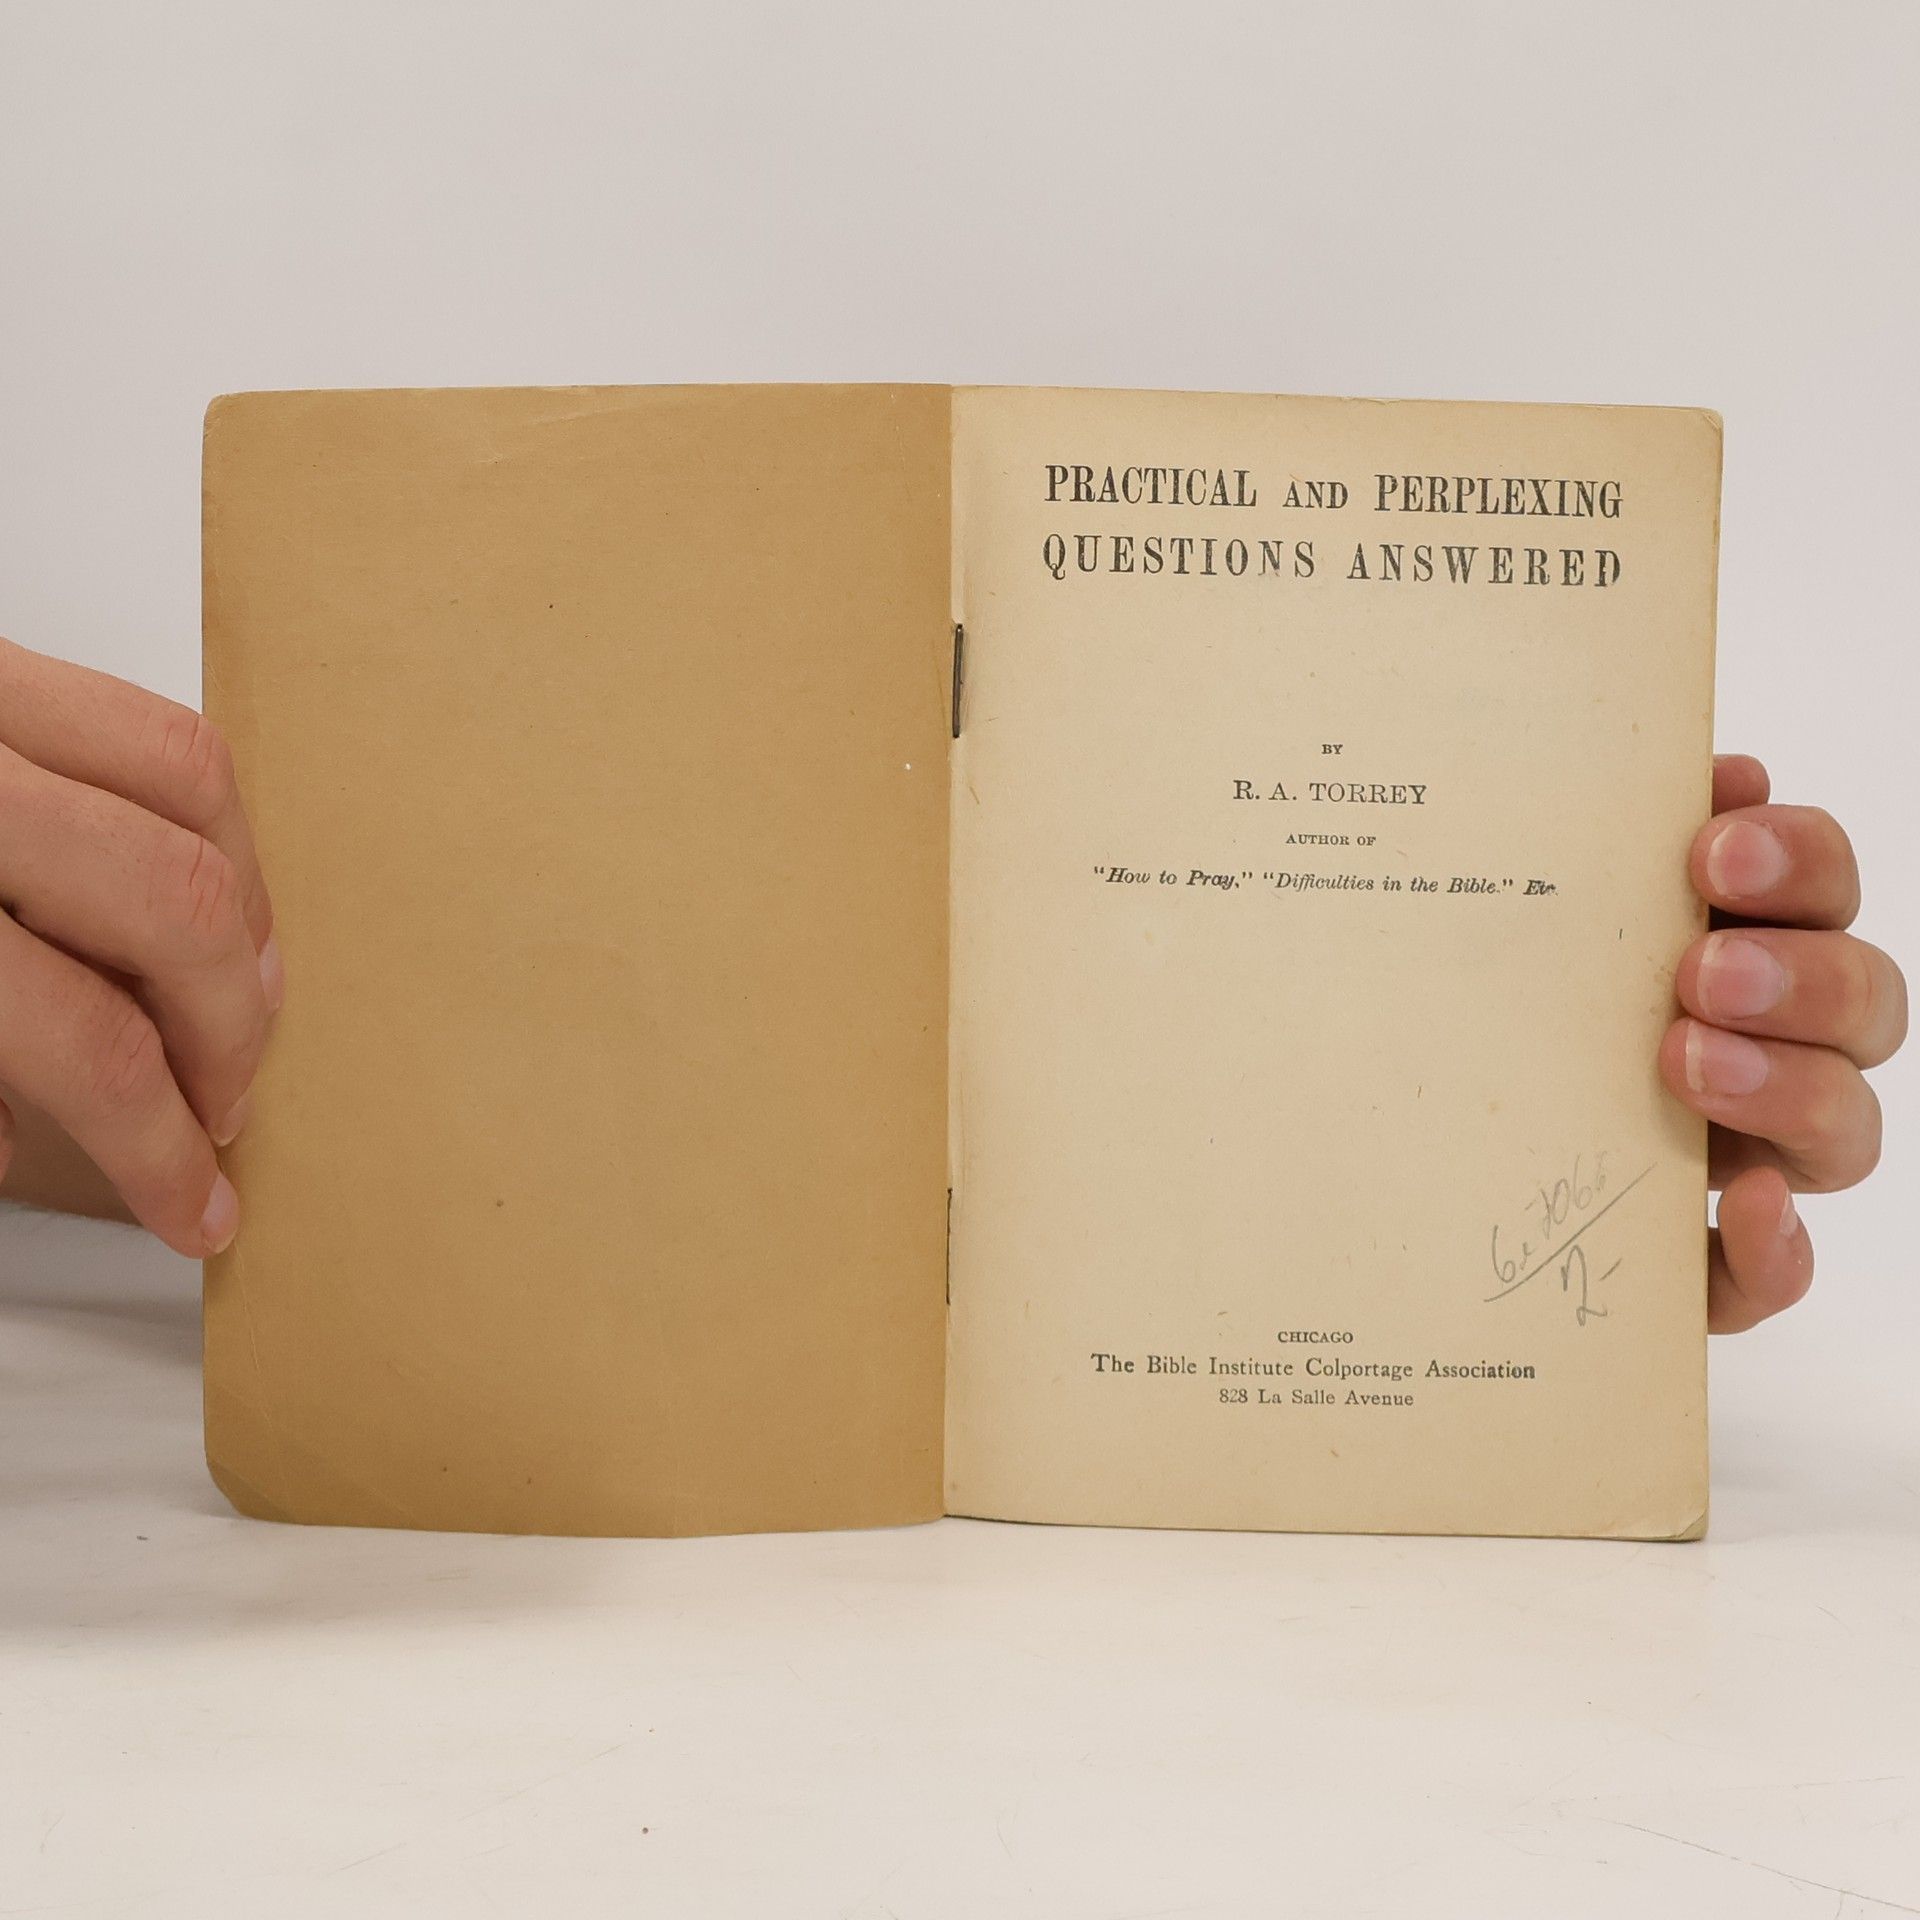 PRACTICAL AND PERPLEXING
QUESTIONS ANSWERED
BY
R. A. TORREY
AUTHOR OF
"How to Pray," "Difficulties in the Bible." Etc.
2-
CHICAGO
The Bible Institute Colportage Association
828 La Salle Avenue